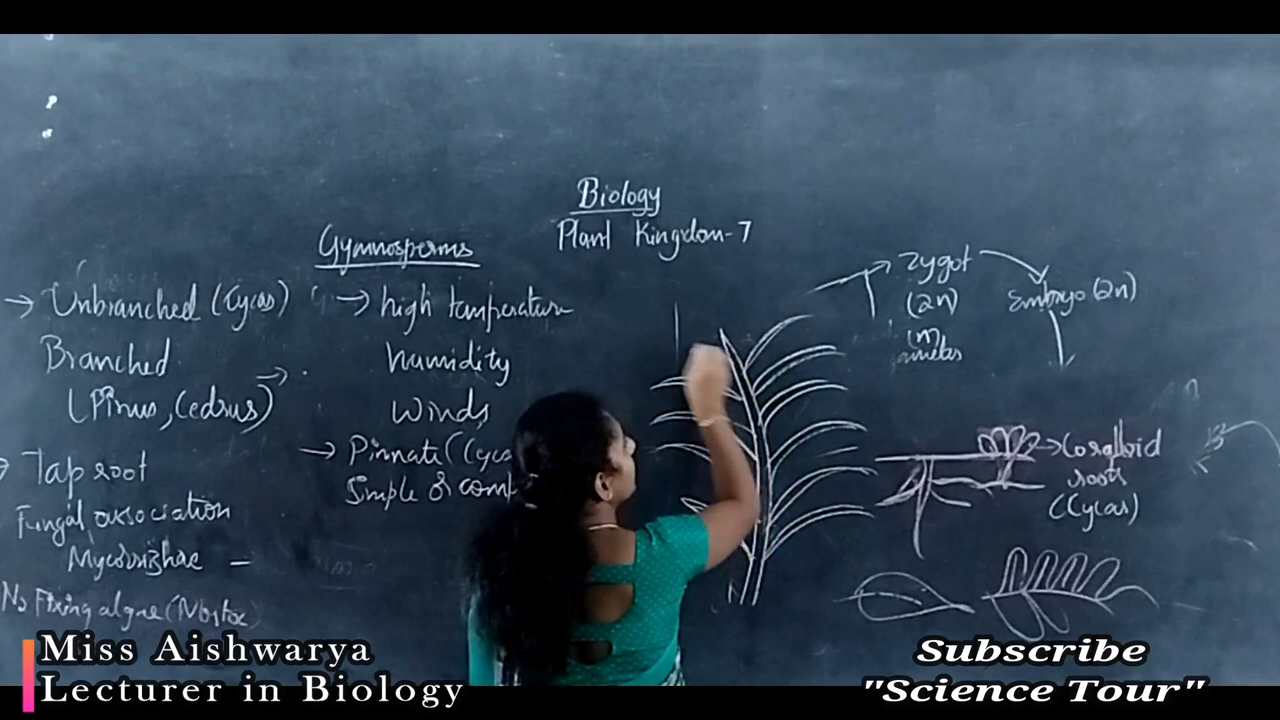 Biology
Plant Kingdom-7
Gymnosperms
→ Unbranched (Cycas)
Branched
(Pinus, Cedrus)
→ Tap root
Fungal association
Mycorrizhae -
N2 Fixing algae (Nostoc)
→ high temperature
humidity
Winds
→ Pinnate (Cyca
Simple & comp
Zygot
(2n)
(n)
Embryo (2n)
→ Coralloid
roots
(Cycas)
Miss Aishwarya
Lecturer in Biology
Subscribe
"Science Tour"